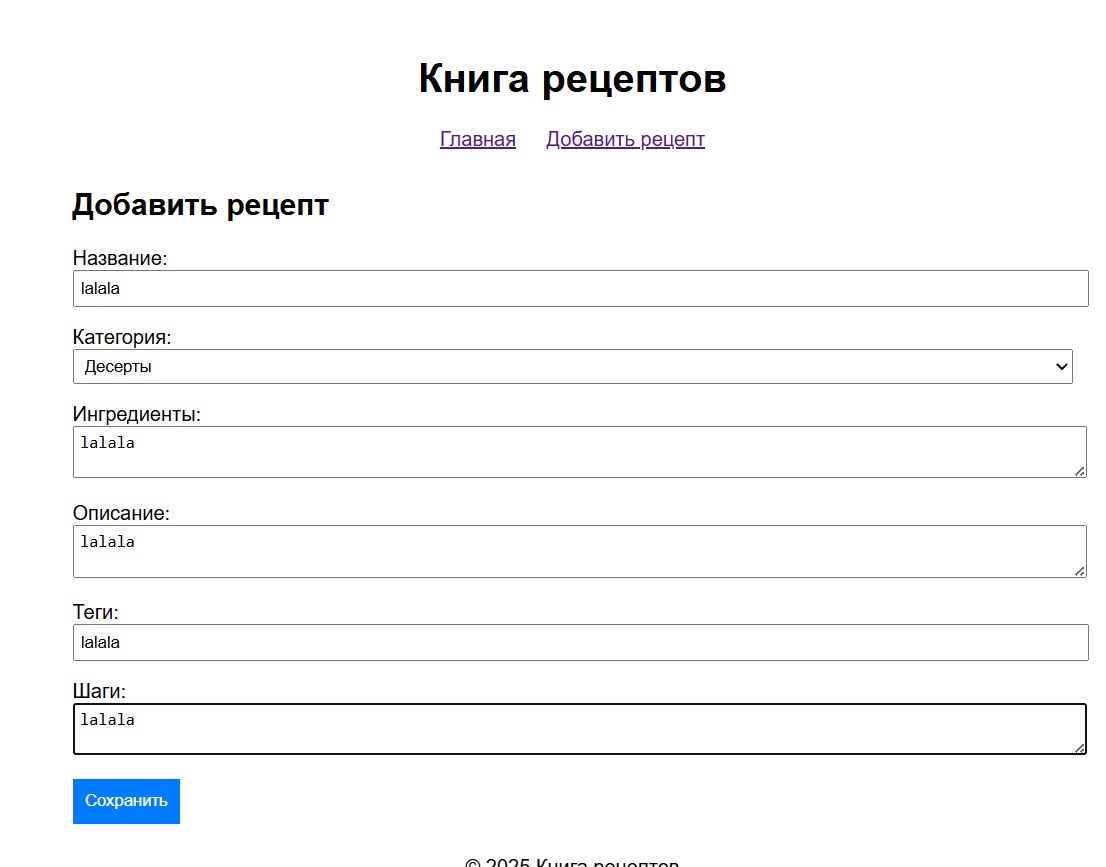 Книга рецептов
Главная Добавить рецепт
Добавить рецепт
Название:
lalala
Категория:
Десерты
Ингредиенты:
lalala
Описание:
lalala
Теги:
lalala
Шаги:
lalala
Сохранить
© 2025 Книга рецептов